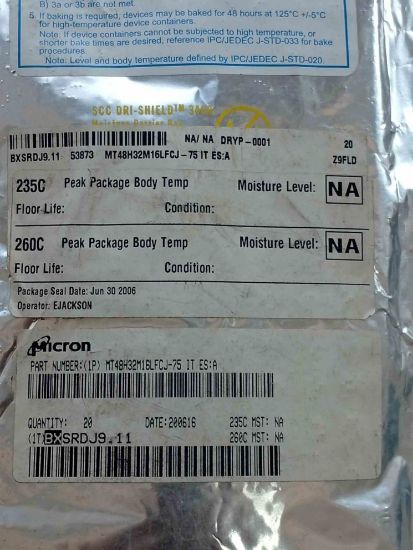 B) 3a or 3b are not met.
5. If baking is required, devices may be baked for 48 hours at 125°C +/-5°C
for high-temperature device containers.
Note: If device containers cannot be subjected to high temperature, or
shorter bake times are desired, reference IPC/JEDEC J-STD-033 for bake
procedures.
Note: Level and body temperature defined by IPC/JEDEC J-STD-020.
SCC DRI-SHIELD™
Moisture Barrier Bag
NA/ NA DRYP-0001 20
BXSRDJ9.11 53873 MT48H32M16LFCJ-75 IT ES:A Z9FLD
235C Peak Package Body Temp Moisture Level: NA
Floor Life: Condition:
260C Peak Package Body Temp Moisture Level: NA
Floor Life: Condition:
Package Seal Date: Jun 30 2006
Operator: EJACKSON
Micron
PART NUMBER:(1P) MT48H32M16LFCJ-75 IT ES:A
QUANTITY: 20 DATE:200616 235C MST: NA
(1T)BXSRDJ9.11 260C MST: NA